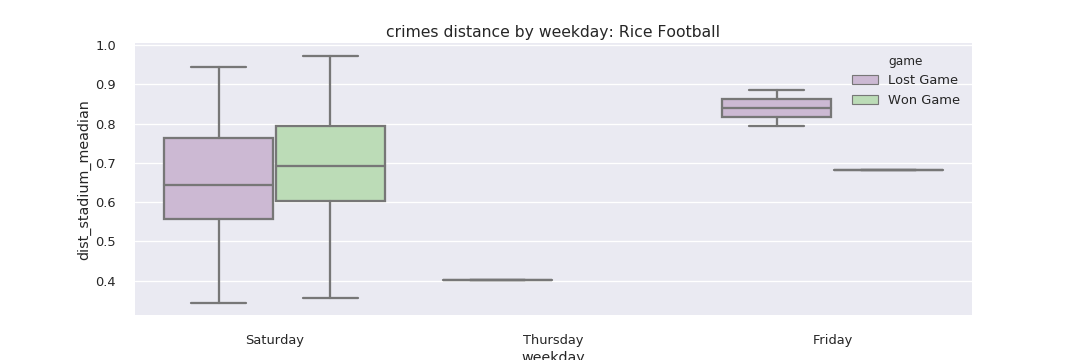 crimes distance by weekday: Rice Football
dist_stadium_meadian
1.0
0.9
0.8
0.7
0.6
0.5
0.4
game
Lost Game
Won Game
Saturday
Thursday
Friday
weekday